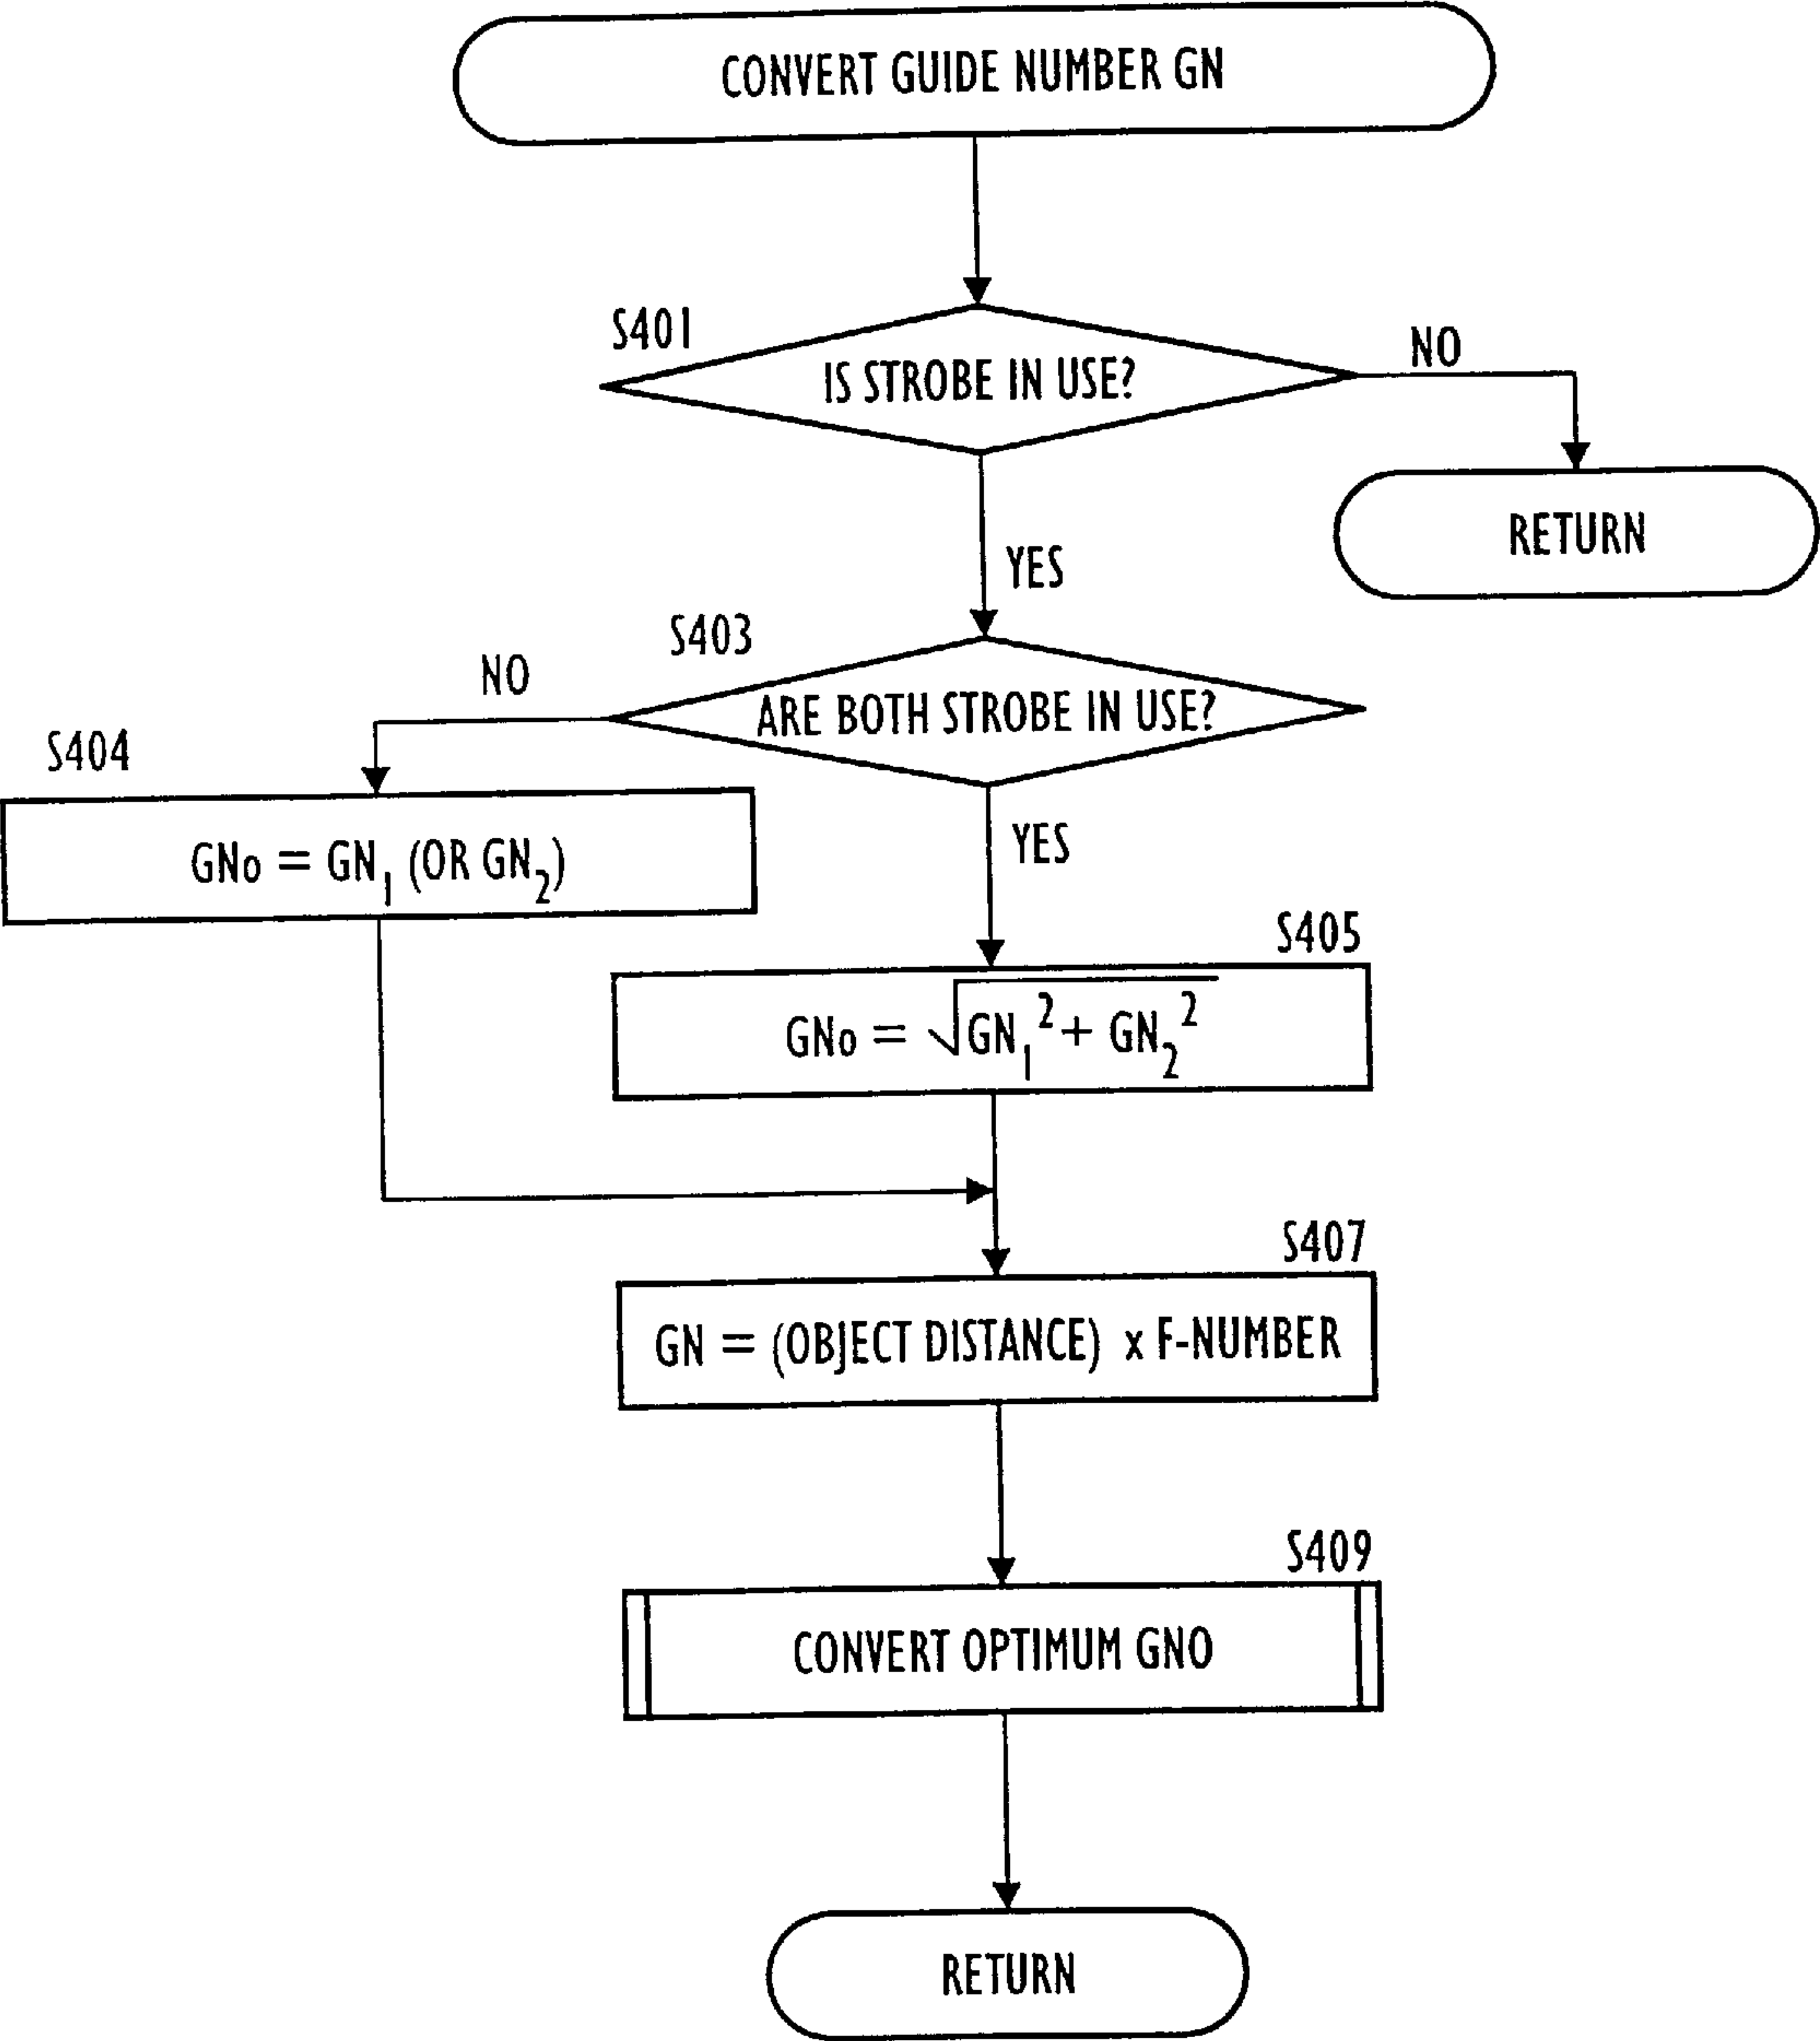 CONVERT GUIDE NUMBER GN
S401
IS STROBE IN USE?
NO
RETURN
YES
S403
NO
ARE BOTH STROBE IN USE?
S404
GNo = GN₁ (OR GN₂)
YES
S405
GNo = √GN₁² + GN₂²
S407
GN = (OBJECT DISTANCE) x F-NUMBER
S409
CONVERT OPTIMUM GNO
RETURN